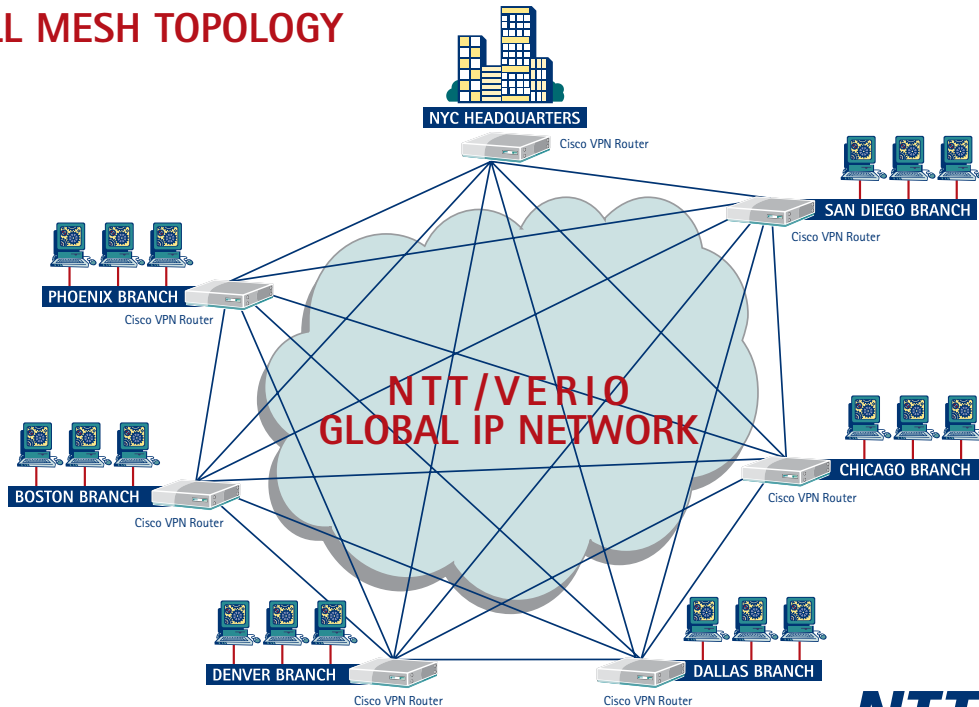 LL MESH TOPOLOGY
NYC HEADQUARTERS
Cisco VPN Router
SAN DIEGO BRANCH
Cisco VPN Router
PHOENIX BRANCH
Cisco VPN Router
NTT/VERIO
GLOBAL IP NETWORK
CHICAGO BRANCH
Cisco VPN Router
BOSTON BRANCH
Cisco VPN Router
DENVER BRANCH
Cisco VPN Router
DALLAS BRANCH
Cisco VPN Router
NTT